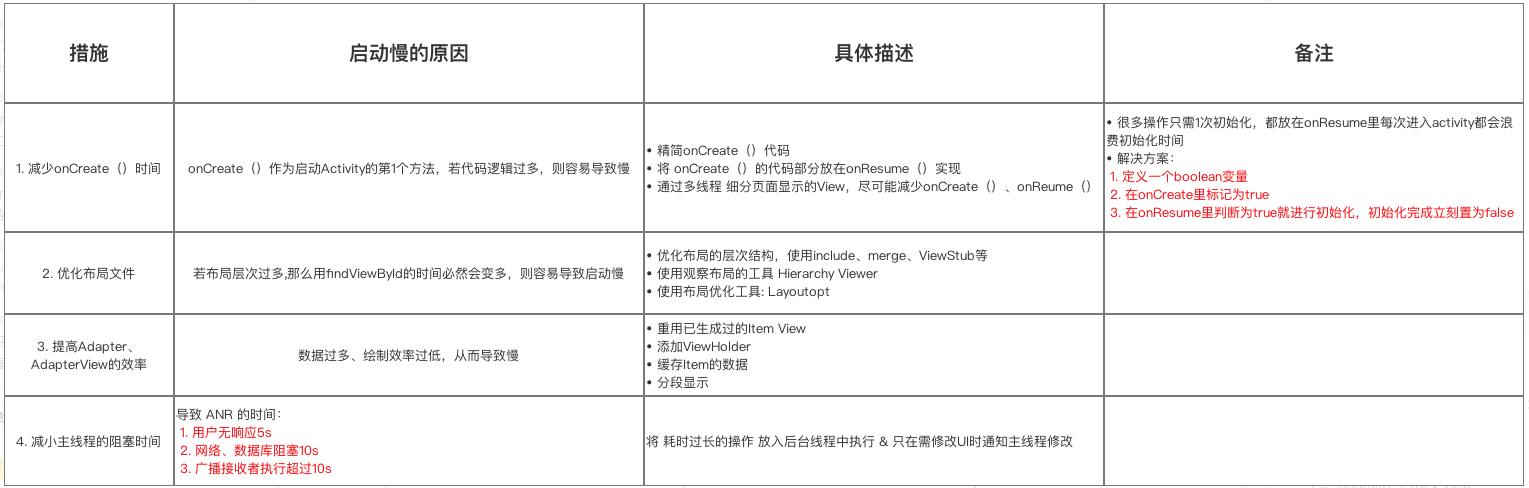 措施
启动慢的原因
具体描述
备注
1. 减少onCreate（）时间
onCreate（）作为启动Activity的第1个方法，若代码逻辑过多，则容易导致慢
• 精简onCreate（）代码
• 将 onCreate（）的代码部分放在onResume（）实现
• 通过多线程 细分页面显示的View，尽可能减少onCreate（）、onReume（）
• 很多操作只需1次初始化，都放在onResume里每次进入activity都会浪
费初始化时间
• 解决方案：
1. 定义一个boolean变量
2. 在onCreate里标记为true
3. 在onResume里判断为true就进行初始化，初始化完成立刻置为false
2. 优化布局文件
若布局层次过多,那么用findViewById的时间必然会变多，则容易导致启动慢
• 优化布局的层次结构，使用include、merge、ViewStub等
• 使用观察布局的工具 Hierarchy Viewer
• 使用布局优化工具: Layoutopt
3. 提高Adapter、
AdapterView的效率
数据过多、绘制效率过低，从而导致慢
• 重用已生成过的Item View
• 添加ViewHolder
• 缓存Item的数据
• 分段显示
4. 减小主线程的阻塞时间
导致 ANR 的时间：
1. 用户无响应5s
2. 网络、数据库阻塞10s
3. 广播接收者执行超过10s
将 耗时过长的操作 放入后台线程中执行 & 只在需修改UI时通知主线程修改